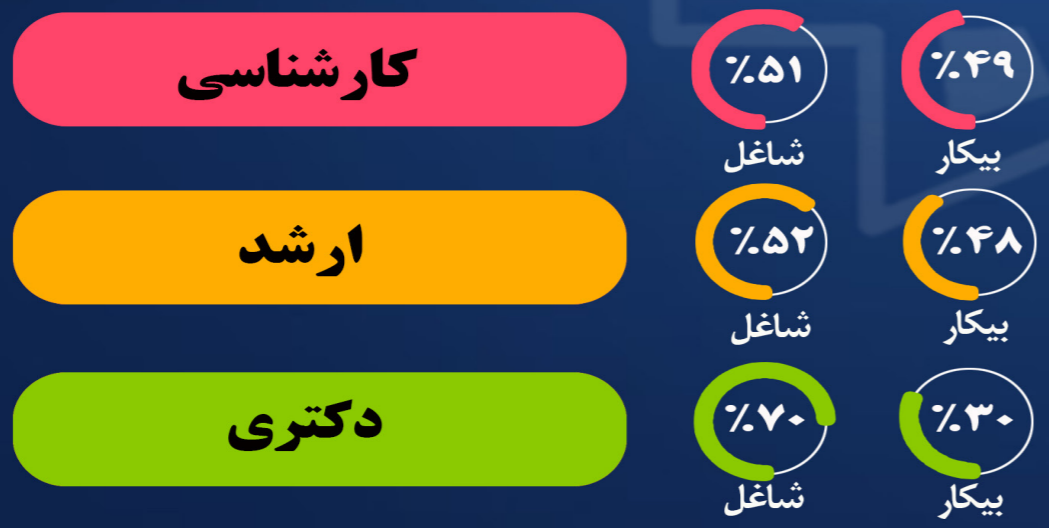 کارشناسی
٪۵۱
شاغل
٪۴۹
بیکار
ارشد
٪۵۲
شاغل
٪۴۸
بیکار
دکتری
٪۷۰
شاغل
٪۳۰
بیکار